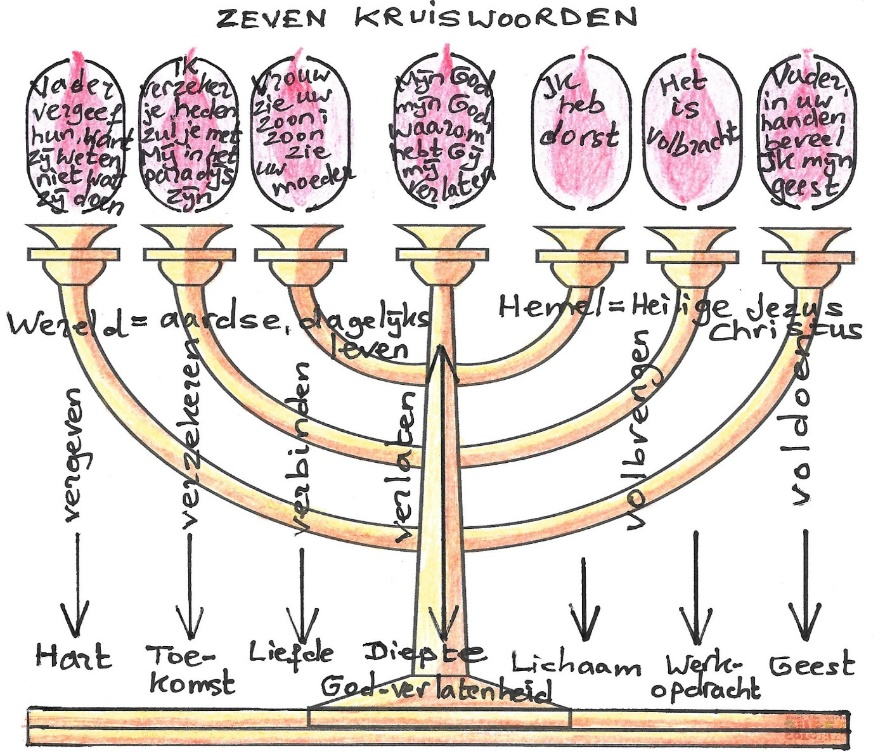 ZEVEN KRUISWOORDEN
Vader
vergeef
hun, want
zij weten
niet wat
zij doen
IK
verzeker
je heden
zul je met
Mij in het
paradijs
zijn
Vrouw
zie uw
zoon;
zoon
zie
uw
moeder
Mijn God
mijn God
waarom
hebt Gij
mij
verlaten
Ik
heb
dorst
Het
is
volbracht
Vader,
in uw
handen
beveel
Ik mijn
geest
Wereld = aardse, dagelijks
leven
Hemel = Heilige Jezus
Christus
vergeven
verzekeren
verbinden
verlaten
volbrengen
voldoen
Hart
Toe-
komst
Liefde
Diepte
God-verlatenheid
Lichaam
Werk-
opdracht
Geest